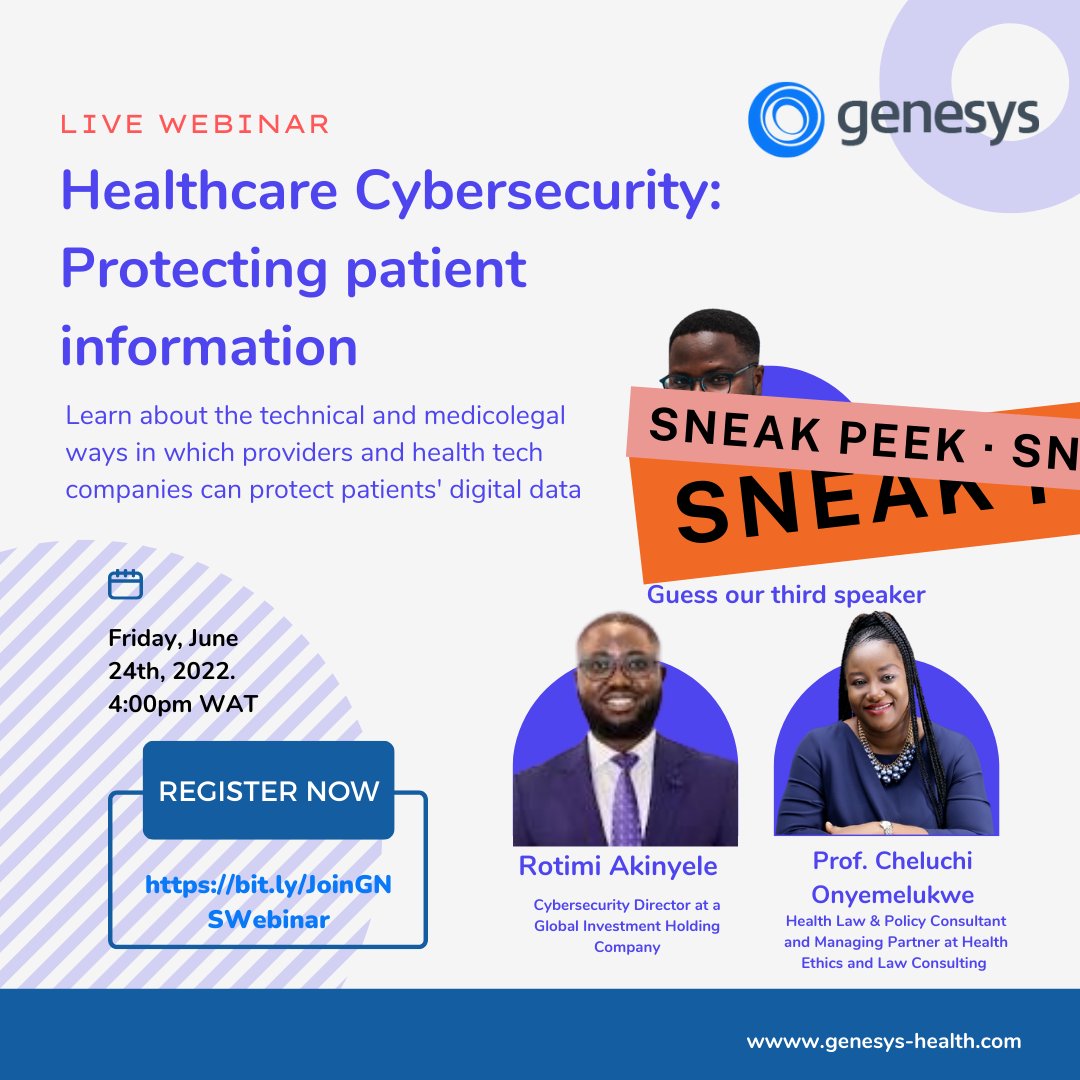 LIVE WEBINAR
genesys
Healthcare Cybersecurity:
Protecting patient
information
Learn about the technical and medicolegal
ways in which providers and health tech
companies can protect patients' digital data
SNEAK PEEK · SN
SNEAK
Guess our third speaker
Friday, June
24th, 2022.
4:00pm WAT
REGISTER NOW
https://bit.ly/JoinGN
SWebinar
Rotimi Akinyele
Cybersecurity Director at a
Global Investment Holding
Company
Prof. Cheluchi
Onyemelukwe
Health Law & Policy Consultant
and Managing Partner at Health
Ethics and Law Consulting
wwww.genesys-health.com